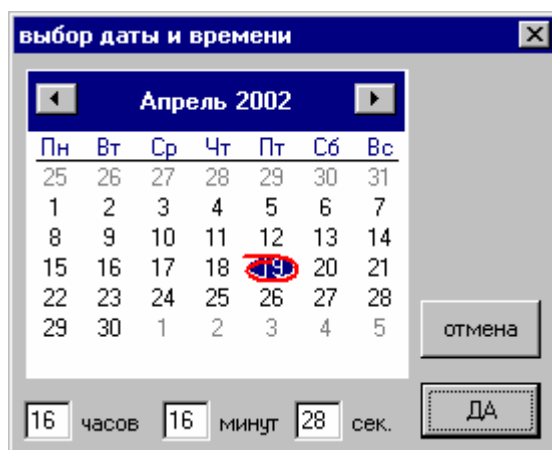 выбор даты и времени
Апрель 2002
Пн Вт Ср Чт Пт Сб Вс
25 26 27 28 29 30 31
1 2 3 4 5 6 7
8 9 10 11 12 13 14
15 16 17 18 19 20 21
22 23 24 25 26 27 28
29 30 1 2 3 4 5
отмена
16 часов 16 минут 28 сек.
ДА